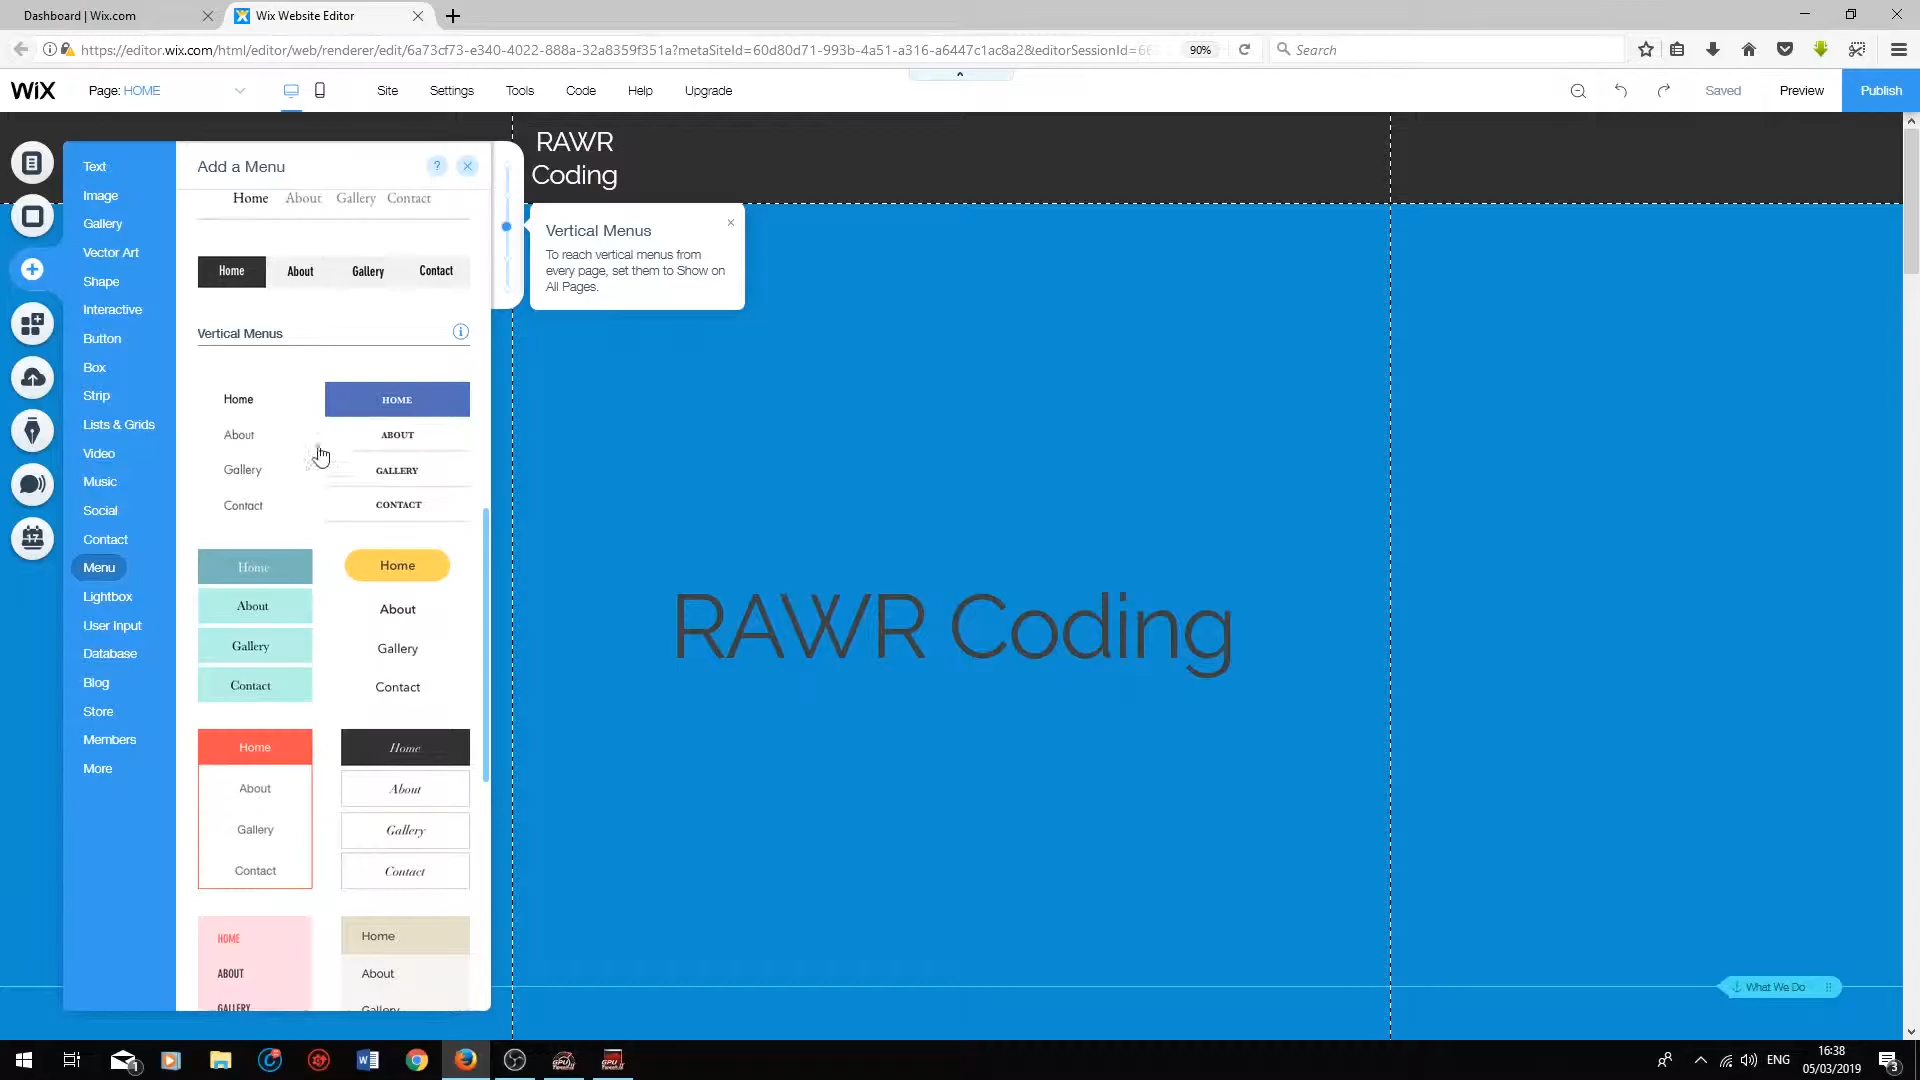 Dashboard | Wix.com
Wix Website Editor
https://editor.wix.com/html/editor/web/renderer/edit/6a73cf73-e340-4022-888a-32a8359f351a?metaSiteId=60d80d71-993b-4a51-a316-a6447c1ac8a2&editorSessionId=6
90%
Search
WiX
Page: HOME
Site
Settings
Tools
Code
Help
Upgrade
Saved
Preview
Publish
Text
Image
Gallery
Vector Art
Shape
Interactive
Button
Box
Strip
Lists & Grids
Video
Music
Social
Contact
Menu
Lightbox
User Input
Database
Blog
Store
Members
More
17
Add a Menu
?
Home About Gallery Contact
Home About Gallery Contact
Vertical Menus
Home
About
Gallery
Contact
HOME
ABOUT
GALLERY
CONTACT
Home
About
Gallery
Contact
Home
About
Gallery
Contact
Home
About
Gallery
Contact
Home
About
Gallery
Contact
HOME
ABOUT
GALLERY
Home
About
Gallery
RAWR
Coding
Vertical Menus
To reach vertical menus from
every page, set them to Show on
All Pages.
RAWR Coding
What We Do
1
ENG
16:38
05/03/2019
3